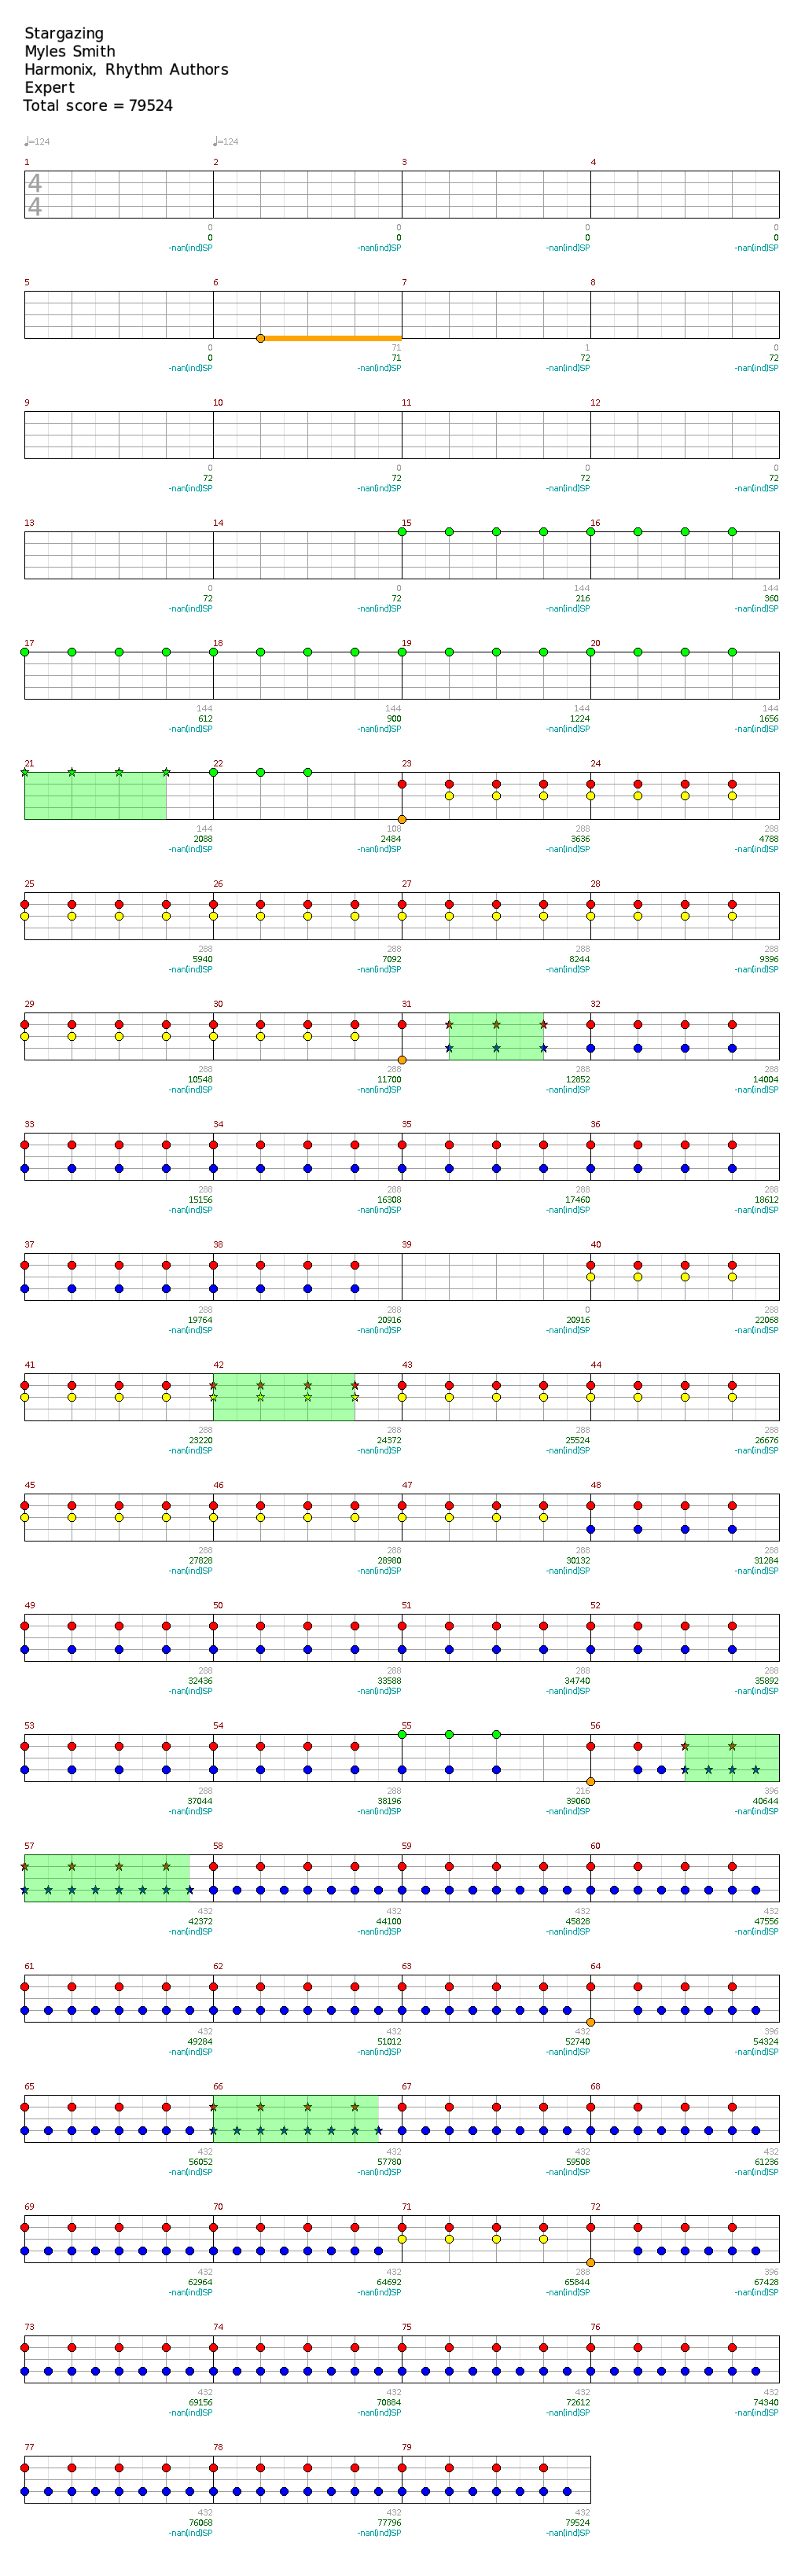 Stargazing
Myles Smith
Harmonix, Rhythm Authors
Expert
Total score = 79524
♩=124 ♩=124
1 2 3 4
4
4
0 0 0 0
0 0 0 0
-nan(ind)SP -nan(ind)SP -nan(ind)SP -nan(ind)SP
5 6 7 8
0 71 1 0
0 71 72 72
-nan(ind)SP -nan(ind)SP -nan(ind)SP -nan(ind)SP
9 10 11 12
0 0 0 0
72 72 72 72
-nan(ind)SP -nan(ind)SP -nan(ind)SP -nan(ind)SP
13 14 15 16
0 0 144 144
72 72 216 360
-nan(ind)SP -nan(ind)SP -nan(ind)SP -nan(ind)SP
17 18 19 20
144 144 144 144
612 900 1224 1656
-nan(ind)SP -nan(ind)SP -nan(ind)SP -nan(ind)SP
21 22 23 24
144 108 288 288
2088 2484 3636 4788
-nan(ind)SP -nan(ind)SP -nan(ind)SP -nan(ind)SP
25 26 27 28
288 288 288 288
5940 7092 8244 9396
-nan(ind)SP -nan(ind)SP -nan(ind)SP -nan(ind)SP
29 30 31 32
288 288 288 288
10548 11700 12852 14004
-nan(ind)SP -nan(ind)SP -nan(ind)SP -nan(ind)SP
33 34 35 36
288 288 288 288
15156 16308 17460 18612
-nan(ind)SP -nan(ind)SP -nan(ind)SP -nan(ind)SP
37 38 39 40
288 288 0 288
19764 20916 20916 22068
-nan(ind)SP -nan(ind)SP -nan(ind)SP -nan(ind)SP
41 42 43 44
288 288 288 288
23220 24372 25524 26676
-nan(ind)SP -nan(ind)SP -nan(ind)SP -nan(ind)SP
45 46 47 48
288 288 288 288
27828 28980 30132 31284
-nan(ind)SP -nan(ind)SP -nan(ind)SP -nan(ind)SP
49 50 51 52
288 288 288 288
32436 33588 34740 35892
-nan(ind)SP -nan(ind)SP -nan(ind)SP -nan(ind)SP
53 54 55 56
288 288 216 396
37044 38196 39060 40644
-nan(ind)SP -nan(ind)SP -nan(ind)SP -nan(ind)SP
57 58 59 60
432 432 432 432
42372 44100 45828 47556
-nan(ind)SP -nan(ind)SP -nan(ind)SP -nan(ind)SP
61 62 63 64
432 432 432 396
49284 51012 52740 54324
-nan(ind)SP -nan(ind)SP -nan(ind)SP -nan(ind)SP
65 66 67 68
432 432 432 432
56052 57780 59508 61236
-nan(ind)SP -nan(ind)SP -nan(ind)SP -nan(ind)SP
69 70 71 72
432 432 288 396
62964 64692 65844 67428
-nan(ind)SP -nan(ind)SP -nan(ind)SP -nan(ind)SP
73 74 75 76
432 432 432 432
69156 70884 72612 74340
-nan(ind)SP -nan(ind)SP -nan(ind)SP -nan(ind)SP
77 78 79
432 432 432
76068 77796 79524
-nan(ind)SP -nan(ind)SP -nan(ind)SP